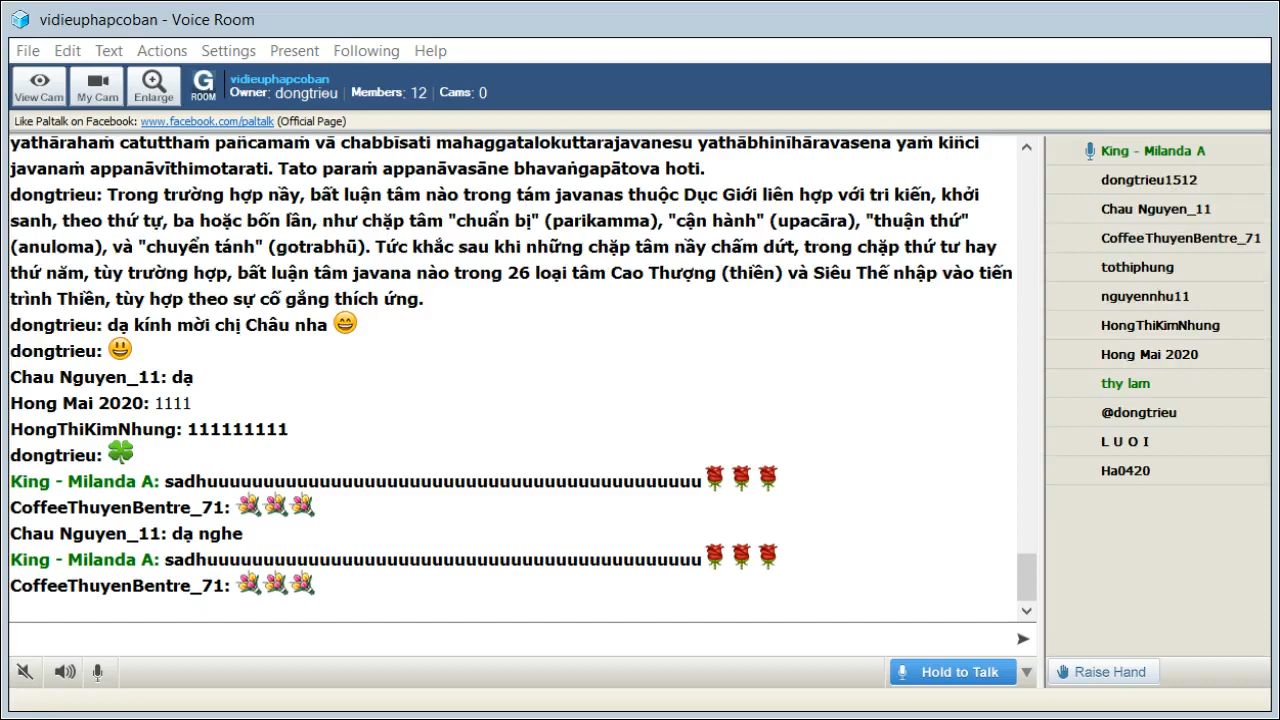 vidieuphapcoban - Voice Room
File Edit Text Actions Settings Present Following Help
View Cam My Cam Enlarge G ROOM
vidieuphapcoban
Owner: dongtrieu Members: 12 Cams: 0
Like Paltalk on Facebook: www.facebook.com/paltalk (Official Page)
yathārahaṁ catutthaṁ pañcamaṁ vā chabbīsati mahaggatalokuttarajavanesu yathābhinīhāravasena yaṁ kiñci
javanaṁ appanāvīthimotarati. Tato paraṁ appanāvasāne bhavaṅgapātova hoti.
dongtrieu: Trong trường hợp nầy, bất luận tâm nào trong tám javanas thuộc Dục Giới liên hợp với tri kiến, khởi
sanh, theo thứ tự, ba hoặc bốn lần, như chặp tâm "chuẩn bị" (parikamma), "cận hành" (upacāra), "thuận thứ"
(anuloma), và "chuyển tánh" (gotrabhū). Tức khắc sau khi những chặp tâm nầy chấm dứt, trong chặp thứ tư hay
thứ năm, tùy trường hợp, bất luận tâm javana nào trong 26 loại tâm Cao Thượng (thiền) và Siêu Thế nhập vào tiến
trình Thiền, tùy hợp theo sự cố gắng thích ứng.
dongtrieu: dạ kính mời chị Châu nha 😄
dongtrieu: 😃
Chau Nguyen_11: dạ
Hong Mai 2020: 1111
HongThiKimNhung: 111111111
dongtrieu: 🍀
King - Milanda A: sadhuuuuuuuuuuuuuuuuuuuuuuuuuuuuuuuuuuuuuuuuuuuu🌹🌹🌹
CoffeeThuyenBentre_71: 💐💐💐
Chau Nguyen_11: dạ nghe
King - Milanda A: sadhuuuuuuuuuuuuuuuuuuuuuuuuuuuuuuuuuuuuuuuuuuuu🌹🌹🌹
CoffeeThuyenBentre_71: 💐💐💐
Hold to Talk
King - Milanda A
dongtrieu1512
Chau Nguyen_11
CoffeeThuyenBentre_71
tothiphung
nguyennhu11
HongThiKimNhung
Hong Mai 2020
thy lam
@dongtrieu
L U O I
Ha0420
Raise Hand